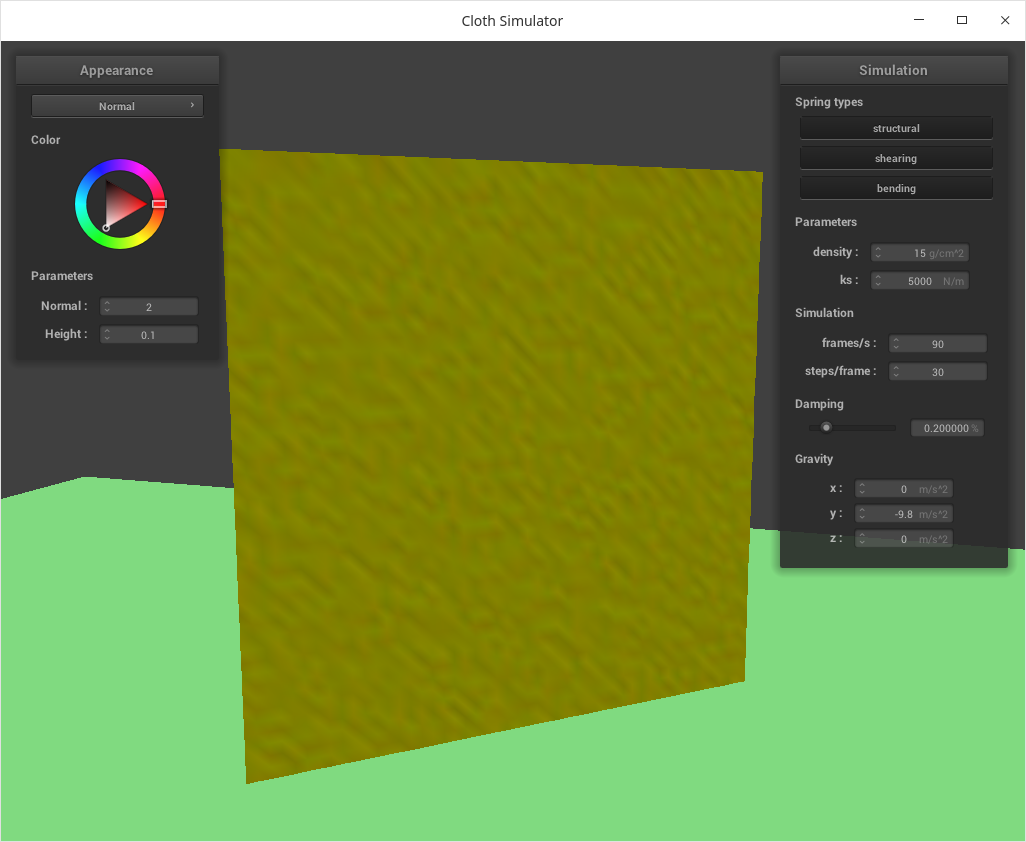 Cloth Simulator
Appearance
Normal
Color
Parameters
Normal : 2
Height : 0.1
Simulation
Spring types
structural
shearing
bending
Parameters
density : 15 g/cm^2
ks : 5000 N/m
Simulation
frames/s : 90
steps/frame : 30
Damping
0.200000 %
Gravity
x : 0 m/s^2
y : -9.8 m/s^2
z : 0 m/s^2